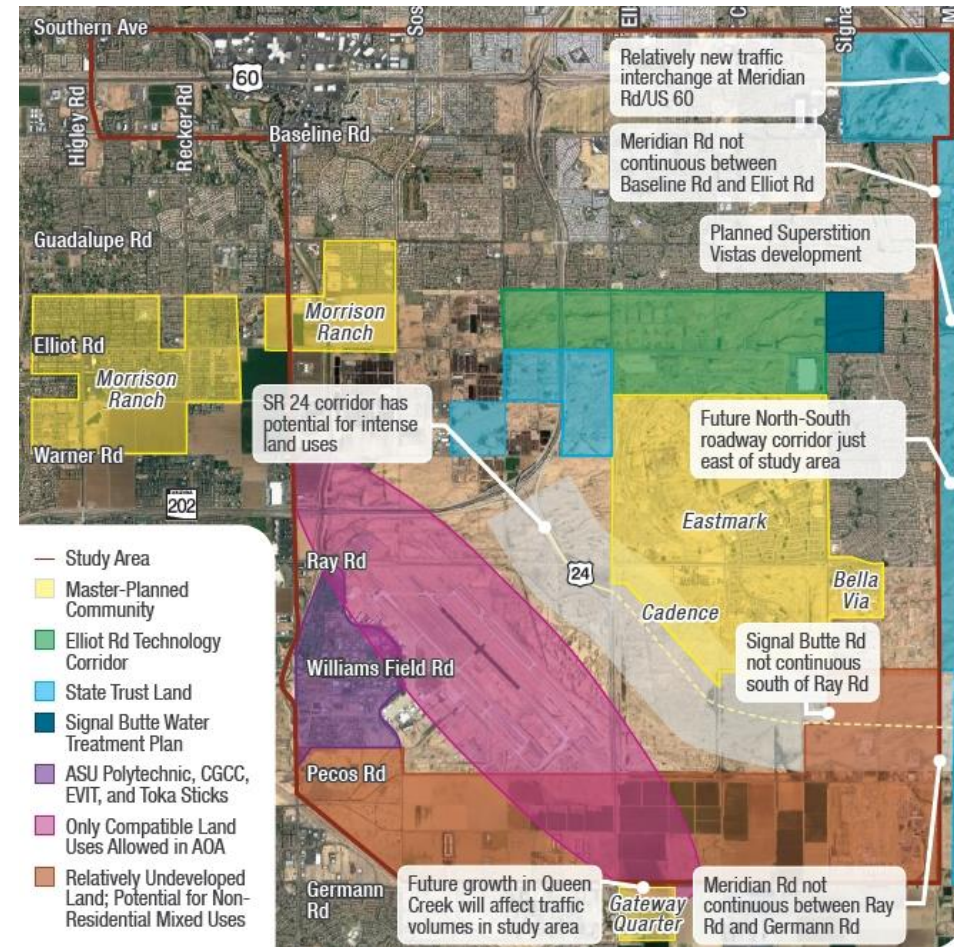 Southern Ave
Sos
Ell
C
Signal
M
60
Higley Rd
Recker Rd
Baseline Rd
Relatively new traffic
interchange at Meridian
Rd/US 60
Meridian Rd not
continuous between
Baseline Rd and Elliot Rd
Guadalupe Rd
Planned Superstition
Vistas development
Morrison
Ranch
Elliot Rd
Morrison
Ranch
SR 24 corridor has
potential for intense
land uses
Future North-South
roadway corridor just
east of study area
Warner Rd
ARIZONA
202
Eastmark
Ray Rd
24
Bella
Via
Cadence
Signal Butte Rd
not continuous
south of Ray Rd
Williams Field Rd
Pecos Rd
Germann
Rd
Future growth in Queen
Creek will affect traffic
volumes in study area
Gateway
Quarter
Meridian Rd not
continuous between Ray
Rd and Germann Rd
Study Area
Master-Planned
Community
Elliot Rd Technology
Corridor
State Trust Land
Signal Butte Water
Treatment Plan
ASU Polytechnic, CGCC,
EVIT, and Toka Sticks
Only Compatible Land
Uses Allowed in AOA
Relatively Undeveloped
Land; Potential for Non-
Residential Mixed Uses